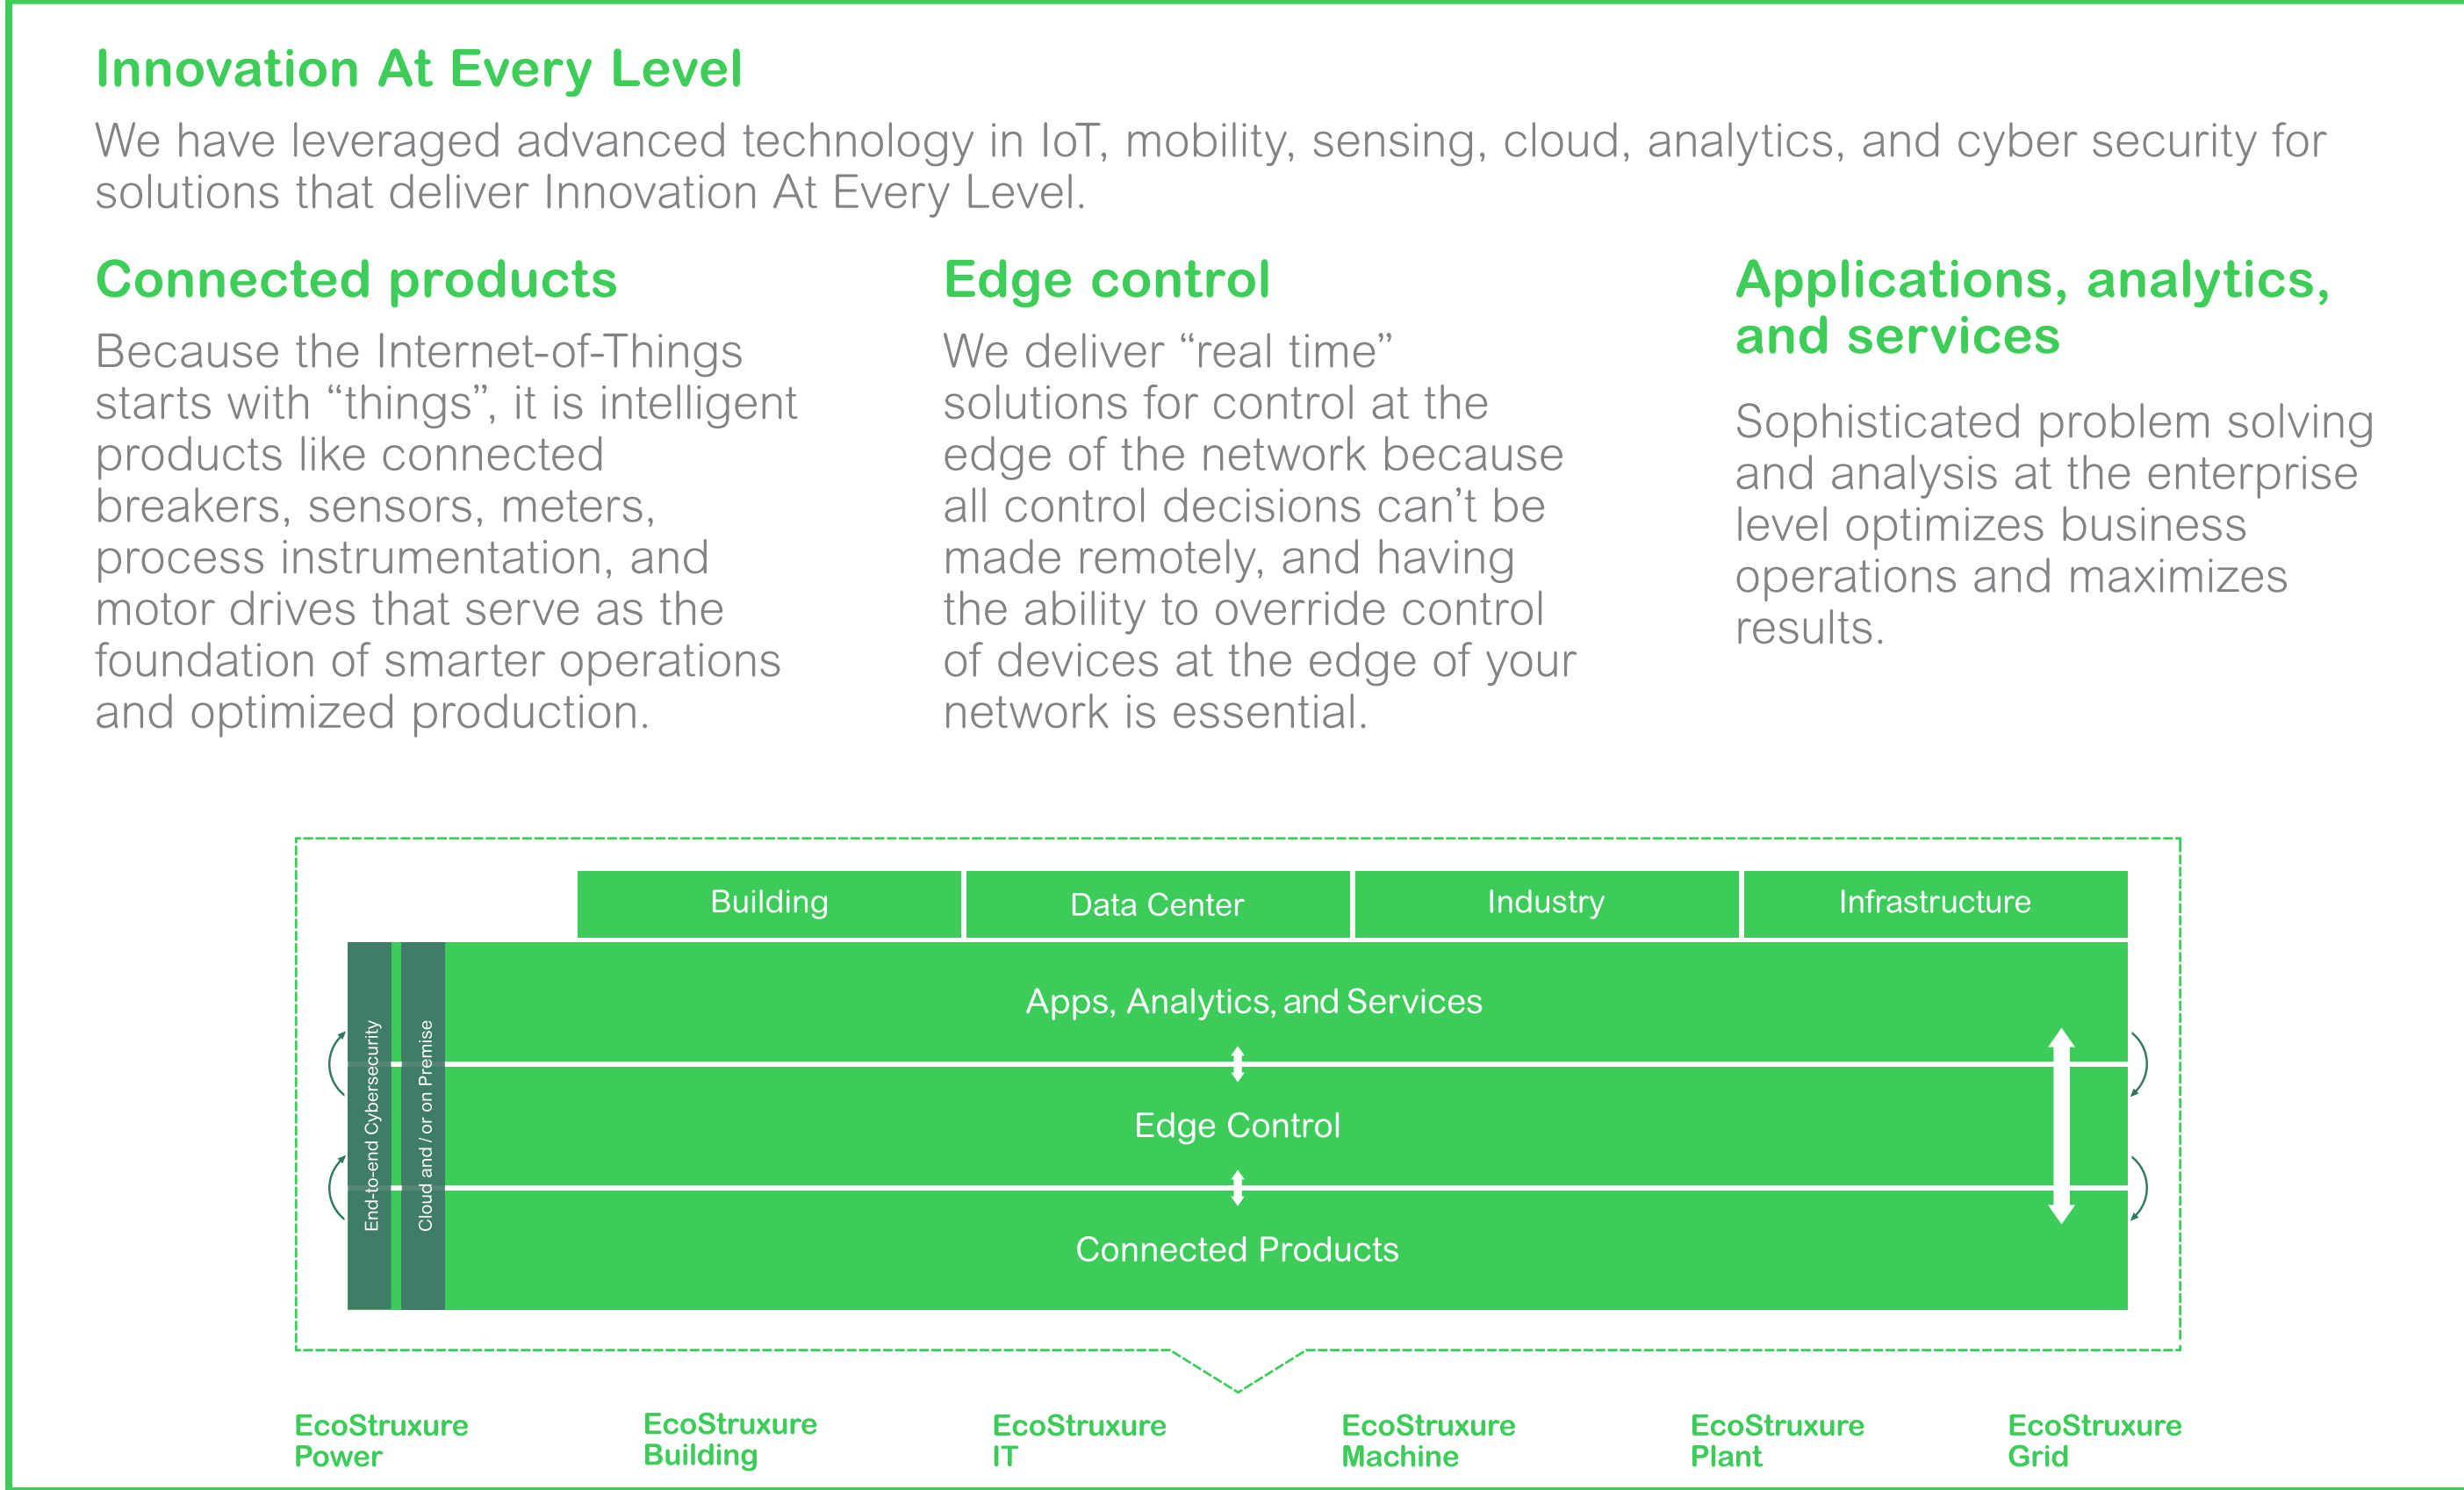 Innovation At Every Level
We have leveraged advanced technology in IoT, mobility, sensing, cloud, analytics, and cyber security for
solutions that deliver Innovation At Every Level.
Connected products
Because the Internet-of-Things
starts with “things”, it is intelligent
products like connected
breakers, sensors, meters,
process instrumentation, and
motor drives that serve as the
foundation of smarter operations
and optimized production.
Edge control
We deliver “real time”
solutions for control at the
edge of the network because
all control decisions can’t be
made remotely, and having
the ability to override control
of devices at the edge of your
network is essential.
Applications, analytics,
and services
Sophisticated problem solving
and analysis at the enterprise
level optimizes business
operations and maximizes
results.
Building
Data Center
Industry
Infrastructure
End-to-end Cybersecurity
Cloud and / or on Premise
Apps, Analytics, and Services
Edge Control
Connected Products
EcoStruxure
Power
EcoStruxure
Building
EcoStruxure
IT
EcoStruxure
Machine
EcoStruxure
Plant
EcoStruxure
Grid